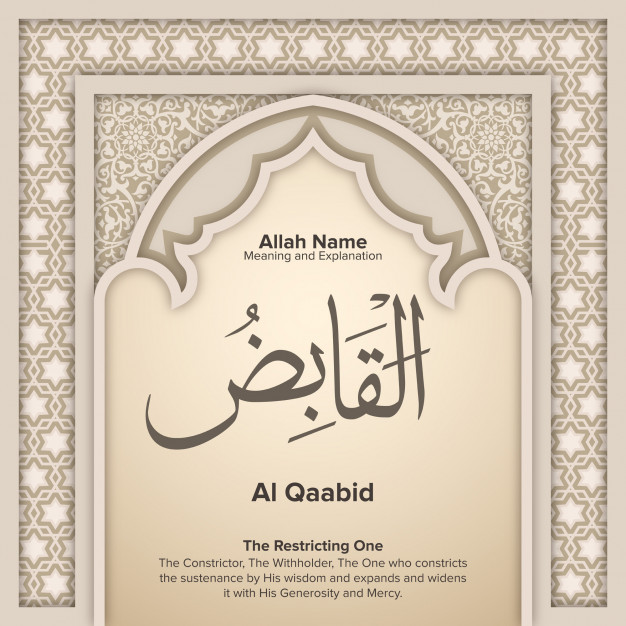 Allah Name
Meaning and Explanation
الْقَابِضُ
Al Qaabid
The Restricting One
The Constrictor, The Withholder, The One who constricts
the sustenance by His wisdom and expands and widens
it with His Generosity and Mercy.